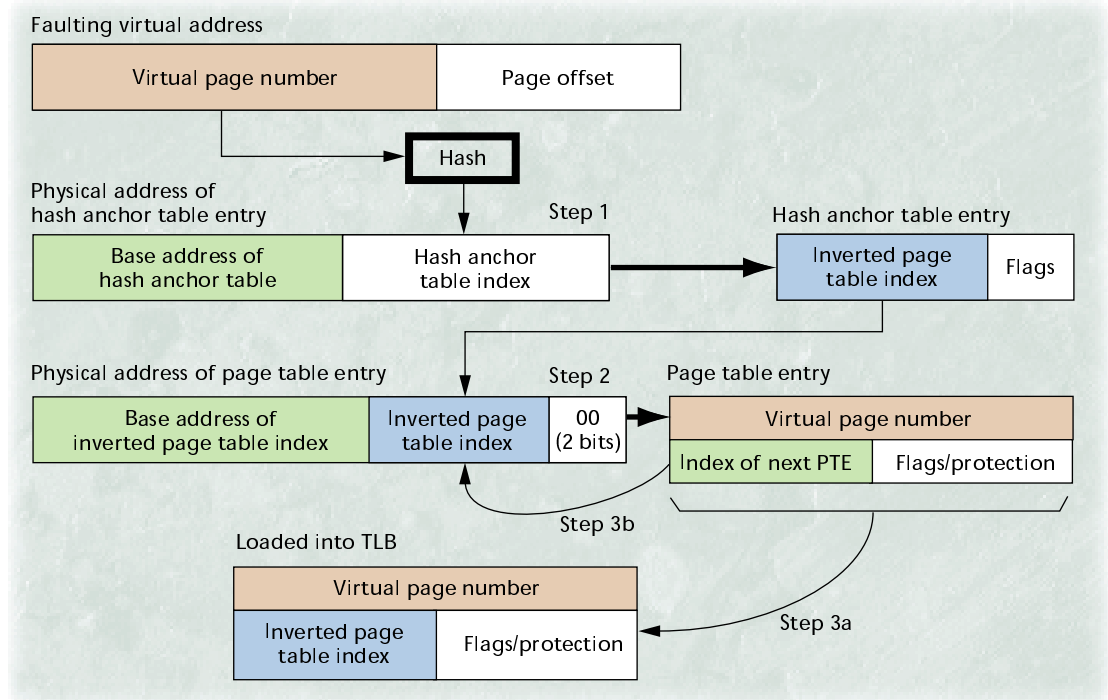 Faulting virtual address
Virtual page number
Page offset
Hash
Physical address of
hash anchor table entry
Step 1
Hash anchor table entry
Base address of
hash anchor table
Hash anchor
table index
Inverted page
table index
Flags
Physical address of page table entry
Step 2
Page table entry
Base address of
inverted page table index
Inverted page
table index
00
(2 bits)
Virtual page number
Index of next PTE
Flags/protection
Step 3b
Loaded into TLB
Virtual page number
Inverted page
table index
Flags/protection
Step 3a